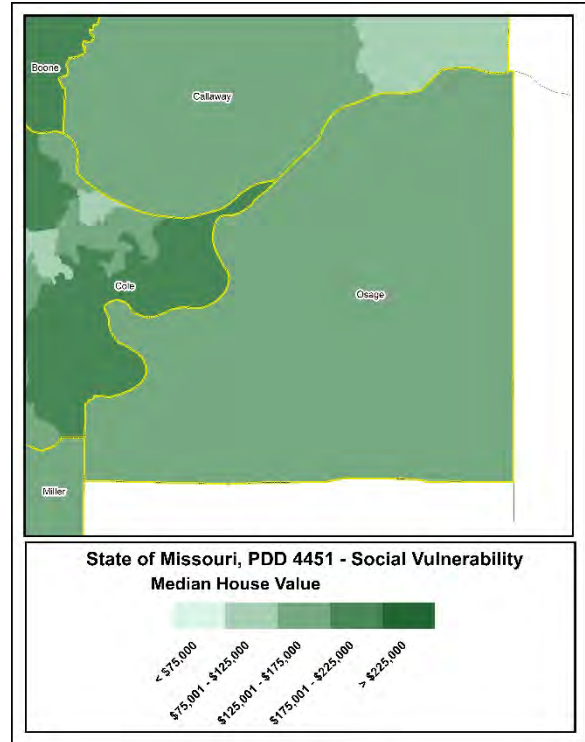 Boone
Callaway
Cole
Osage
Miller
State of Missouri, PDD 4451 - Social Vulnerability
Median House Value
< $75,000
$75,001 - $125,000
$125,001 - $175,000
$175,001 - $225,000
> $225,000